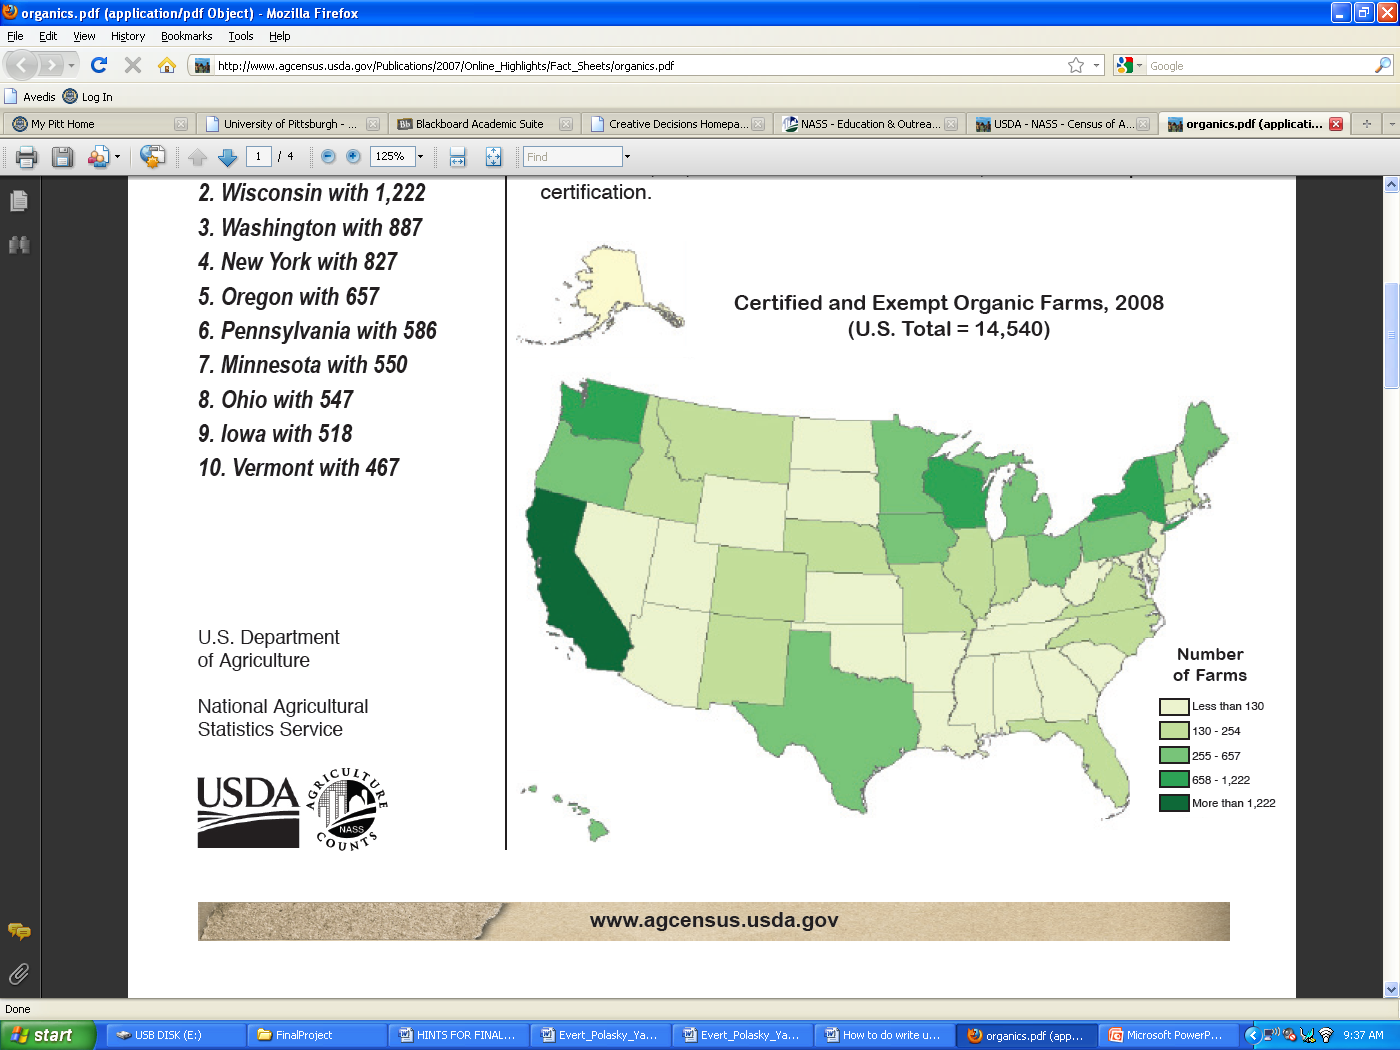 organics.pdf (application/pdf Object) - Mozilla Firefox
File Edit View History Bookmarks Tools Help
http://www.agcensus.usda.gov/Publications/2007/Online_Highlights/Fact_Sheets/organics.pdf
Google
Avedis Log In
My Pitt Home
University of Pittsburgh - ...
Bb Blackboard Academic Suite
Creative Decisions Homepa...
NASS - Education & Outrea...
USDA - NASS - Census of A...
organics.pdf (applicati...
1 / 4 125% Find
2. Wisconsin with 1,222
3. Washington with 887
4. New York with 827
5. Oregon with 657
6. Pennsylvania with 586
7. Minnesota with 550
8. Ohio with 547
9. Iowa with 518
10. Vermont with 467
U.S. Department
of Agriculture
National Agricultural
Statistics Service
USDA
AGRICULTURE
NASS
COUNTS
certification.
Certified and Exempt Organic Farms, 2008
(U.S. Total = 14,540)
Number
of Farms
Less than 130
130 - 254
255 - 657
658 - 1,222
More than 1,222
www.agcensus.usda.gov
Done
start
USB DISK (E:)
FinalProject
HINTS FOR FINAL...
Evert_Polasky_Ya...
Evert_Polasky_Ya...
How to do write u...
organics.pdf (app...
Microsoft PowerP...
9:37 AM